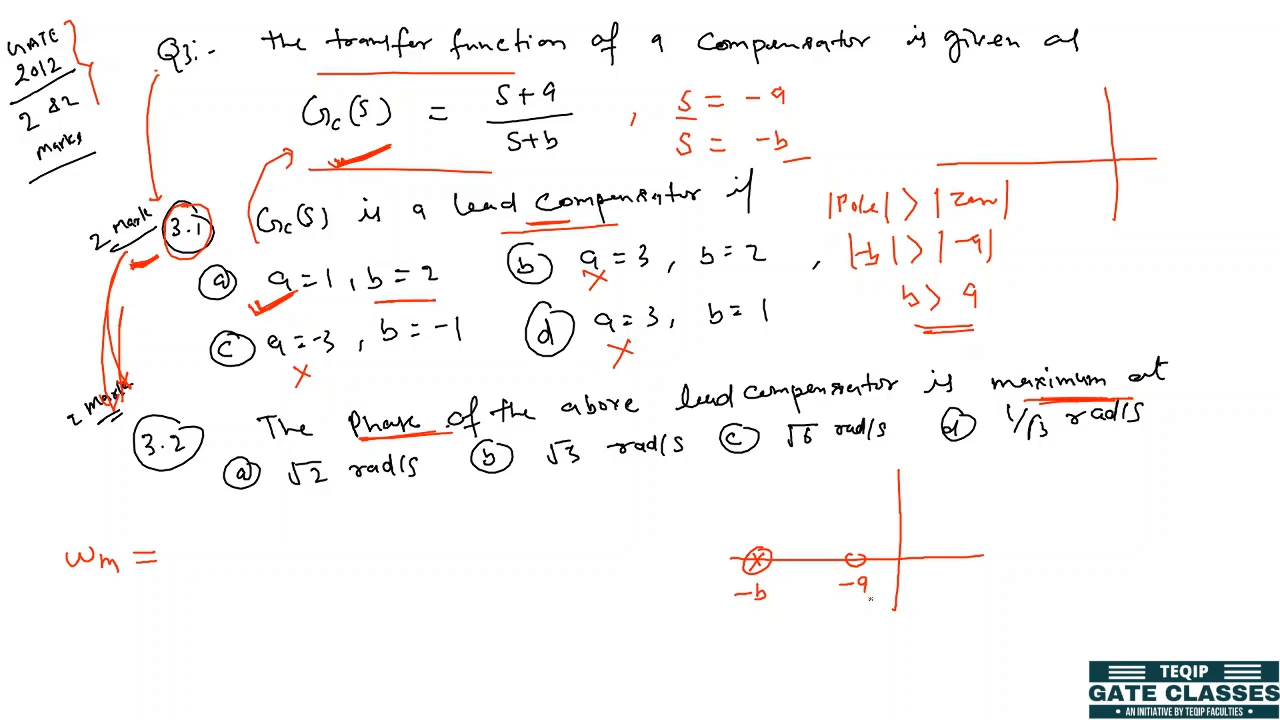 GATE
2012
2 & 2
marks
Q3:- the transfer function of a compensator is given as
Gc(s) = s+a / s+b , s = -a
s = -b
2 mark 3.1 Gc(s) is a lead compensator if
|Pole| > |Zero|
(a) a=1, b=2 (b) a=3, b=2 , |-b| > |-a|
(c) a=-3, b=-1 (d) a=3, b=1 b > a
2 mark 3.2 The Phase of the above lead compensator is maximum at
(a) √2 rad/s (b) √3 rad/s (c) √6 rad/s (d) 1/√3 rad/s
ωm =
-b -a
TEQIP
GATE CLASSES
AN INITIATIVE BY TEQIP FACULTIES